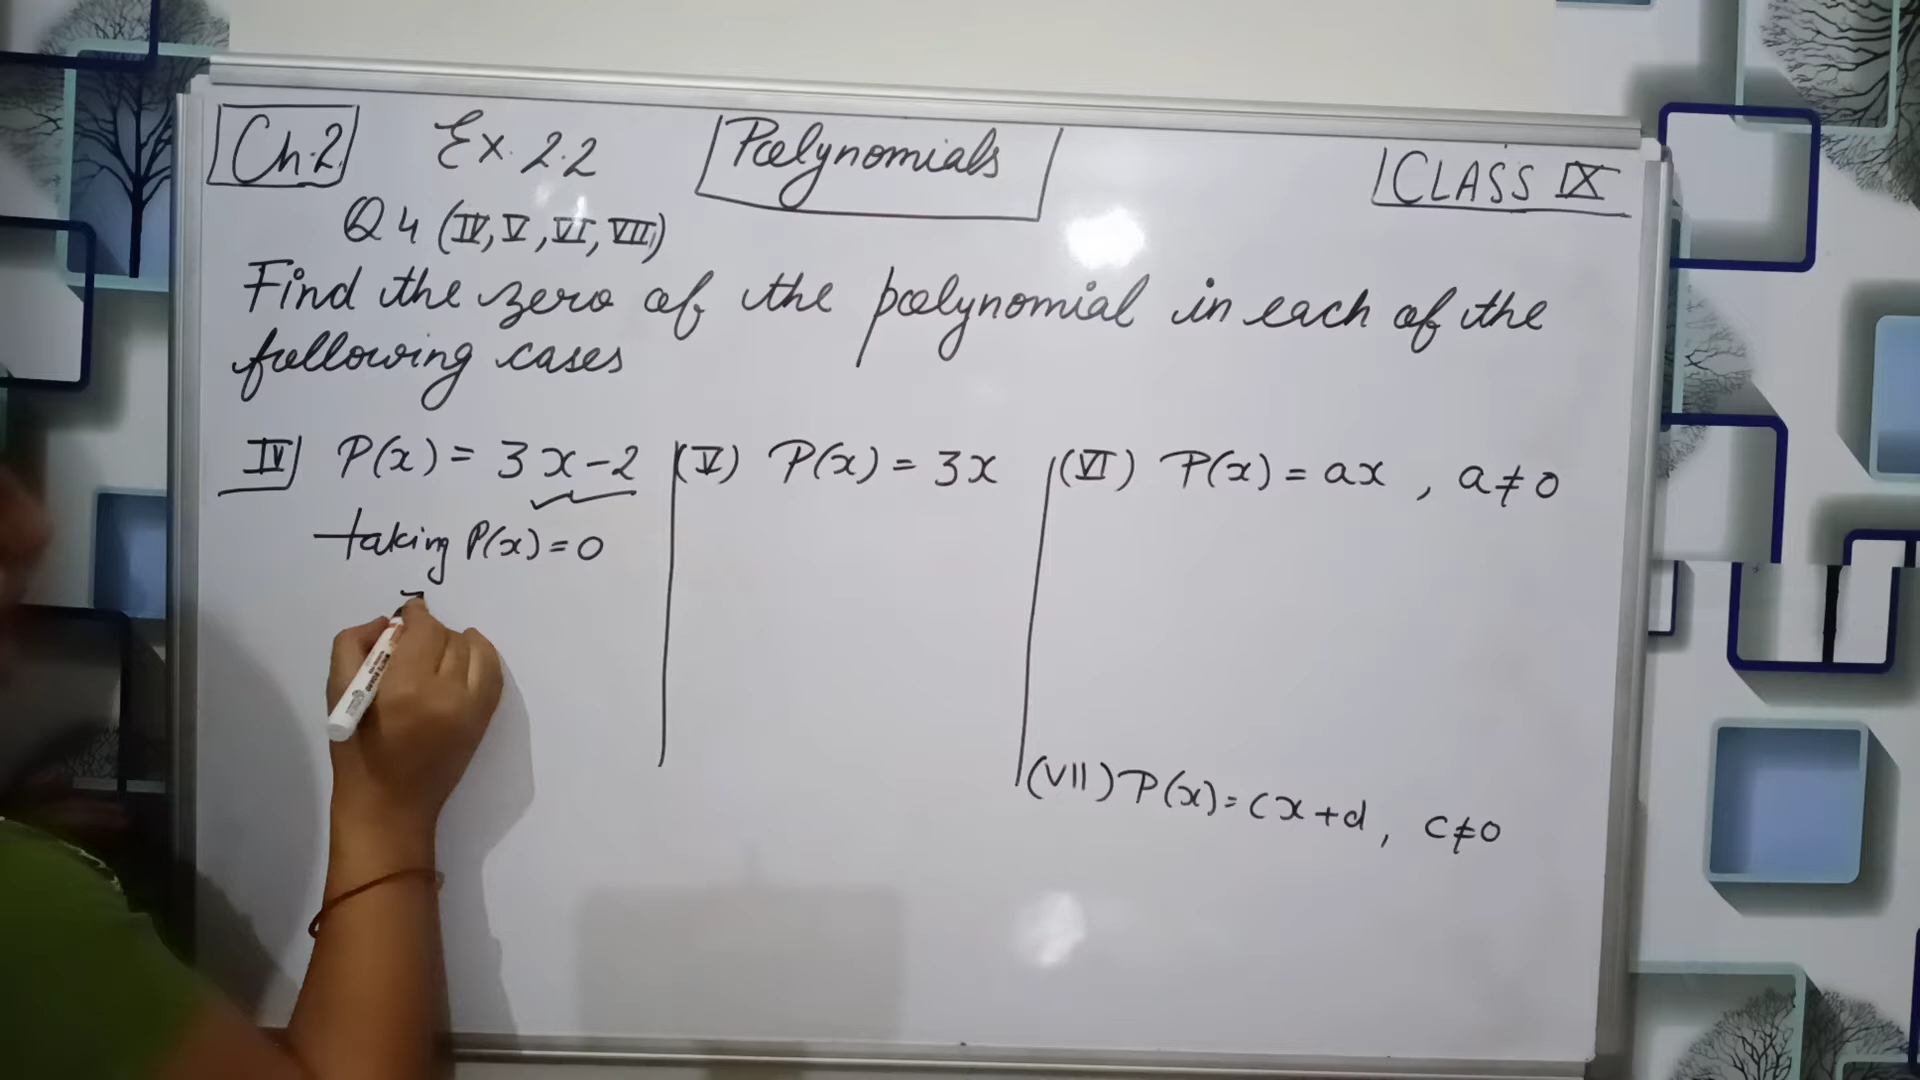 Ch.2 Ex. 2.2 Polynomials CLASS IX
Q 4 (IV, V, VI, VII)
Find the zero of the polynomial in each of the
following cases
IV) P(x) = 3x-2 (V) P(x) = 3x (VI) P(x) = ax , a≠0
taking P(x) = 0
(VII) P(x) = cx+d, c≠0